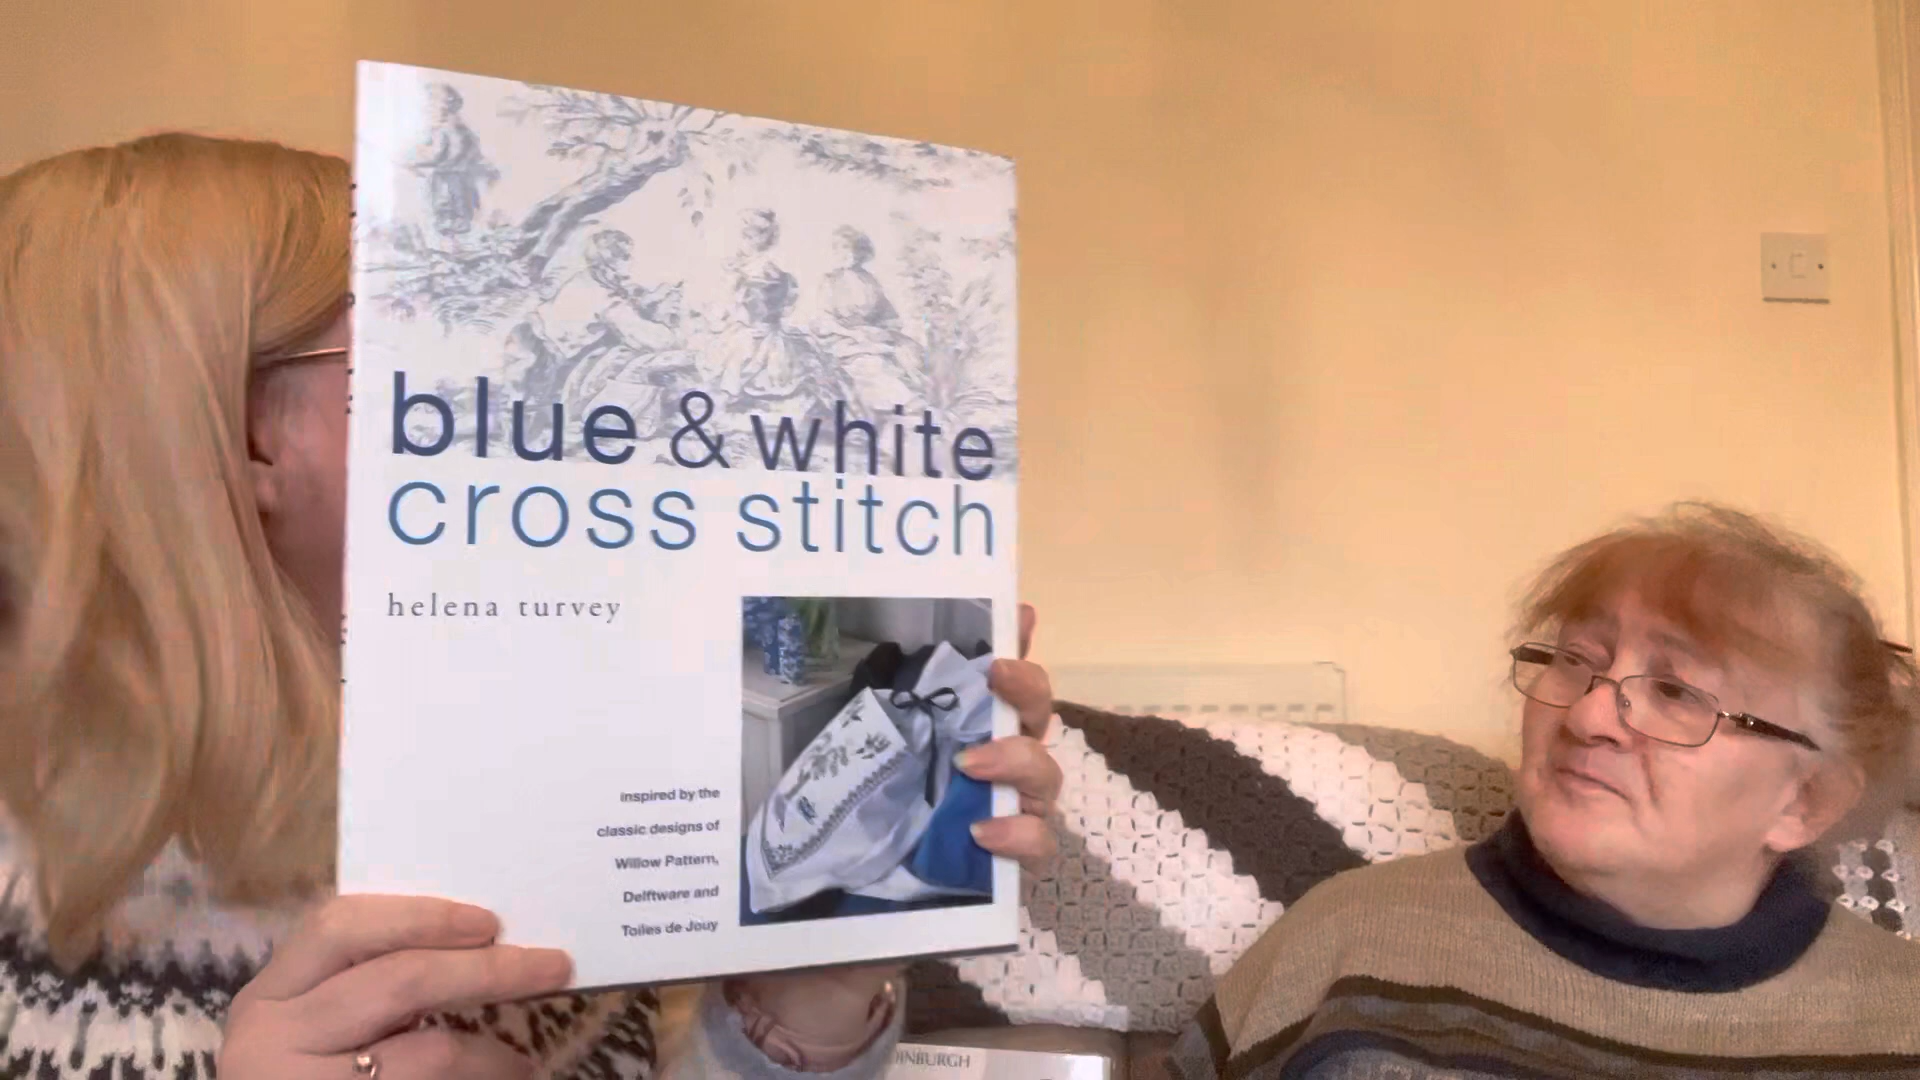 blue & white
cross stitch
helena turvey
inspired by the
classic designs of
Willow Pattern,
Delftware and
Toiles de Jouy